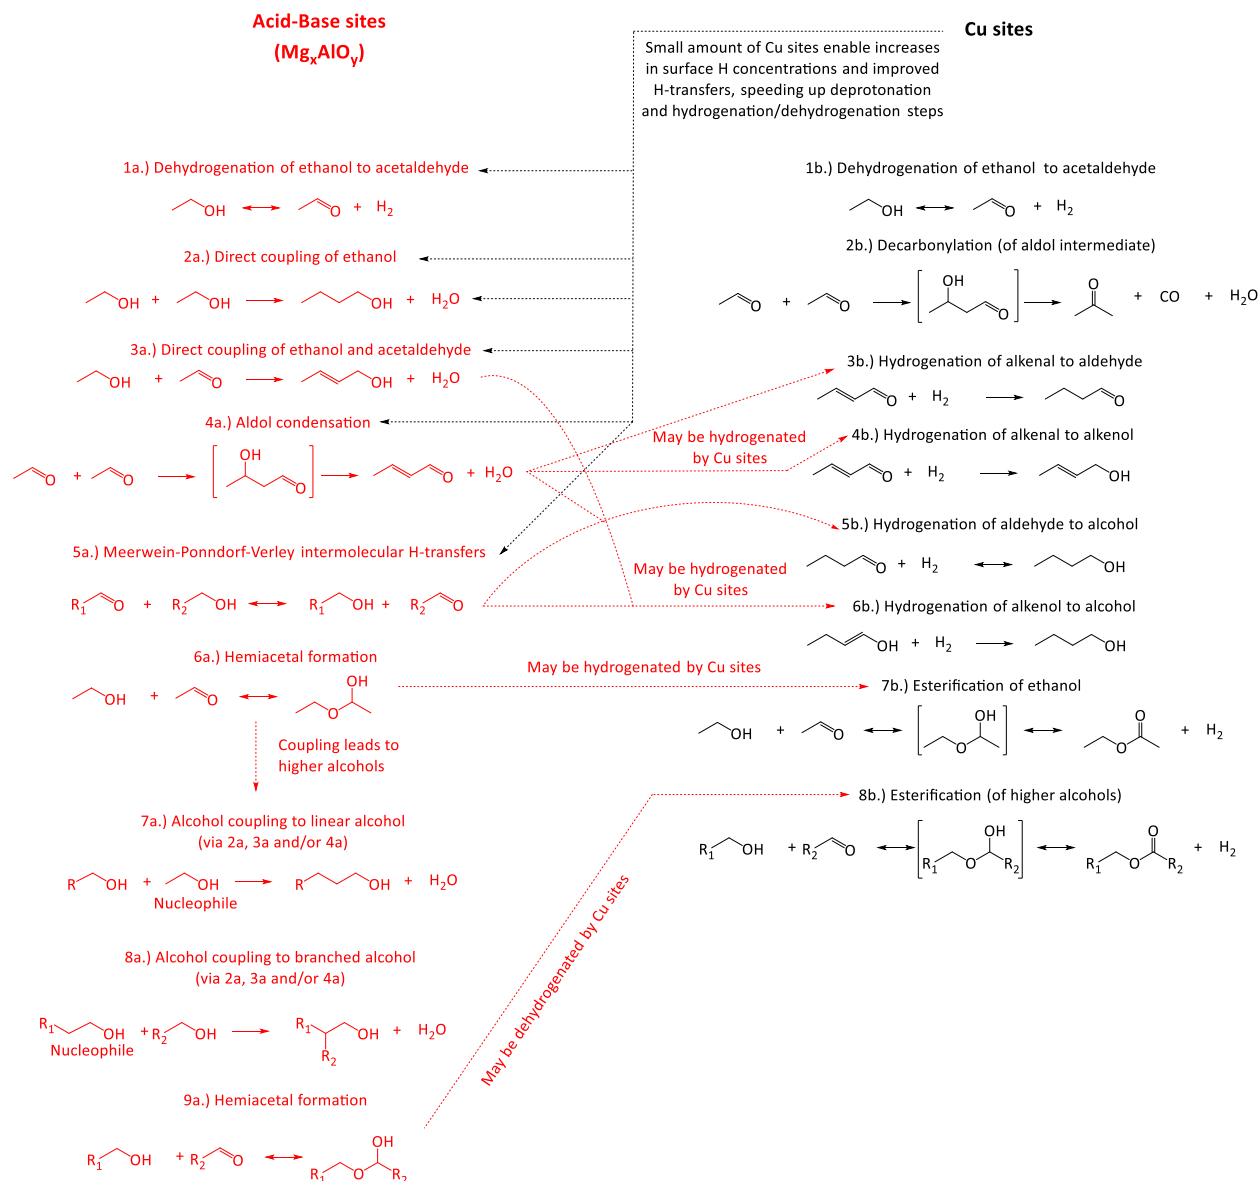 Acid-Base sites
(MgxAlOy)
Cu sites
Small amount of Cu sites enable increases
in surface H concentrations and improved
H-transfers, speeding up deprotonation
and hydrogenation/dehydrogenation steps
1a.) Dehydrogenation of ethanol to acetaldehyde
OH O + H2
2a.) Direct coupling of ethanol
OH + OH OH + H2O
3a.) Direct coupling of ethanol and acetaldehyde
OH + O OH + H2O
4a.) Aldol condensation
O + O OH O O + H2O
5a.) Meerwein-Ponndorf-Verley intermolecular H-transfers
R1 O + R2 OH R1 OH + R2 O
6a.) Hemiacetal formation
OH + O O OH
Coupling leads to
higher alcohols
7a.) Alcohol coupling to linear alcohol
(via 2a, 3a and/or 4a)
R OH + OH R OH + H2O
Nucleophile
8a.) Alcohol coupling to branched alcohol
(via 2a, 3a and/or 4a)
R1 OH + R2 OH R1 R2 OH + H2O
Nucleophile
9a.) Hemiacetal formation
R1 OH + R2 O R1 O OH R2
1b.) Dehydrogenation of ethanol to acetaldehyde
OH O + H2
2b.) Decarbonylation (of aldol intermediate)
O + O OH O O + CO + H2O
3b.) Hydrogenation of alkenal to aldehyde
O + H2 O
May be hydrogenated
by Cu sites
4b.) Hydrogenation of alkenal to alkenol
O + H2 OH
5b.) Hydrogenation of aldehyde to alcohol
O + H2 OH
May be hydrogenated
by Cu sites
6b.) Hydrogenation of alkenol to alcohol
OH + H2 OH
May be hydrogenated by Cu sites
7b.) Esterification of ethanol
OH + O O OH O O + H2
8b.) Esterification (of higher alcohols)
R1 OH + R2 O R1 O OH R2 R1 O O R2 + H2
May be dehydrogenated by Cu sites